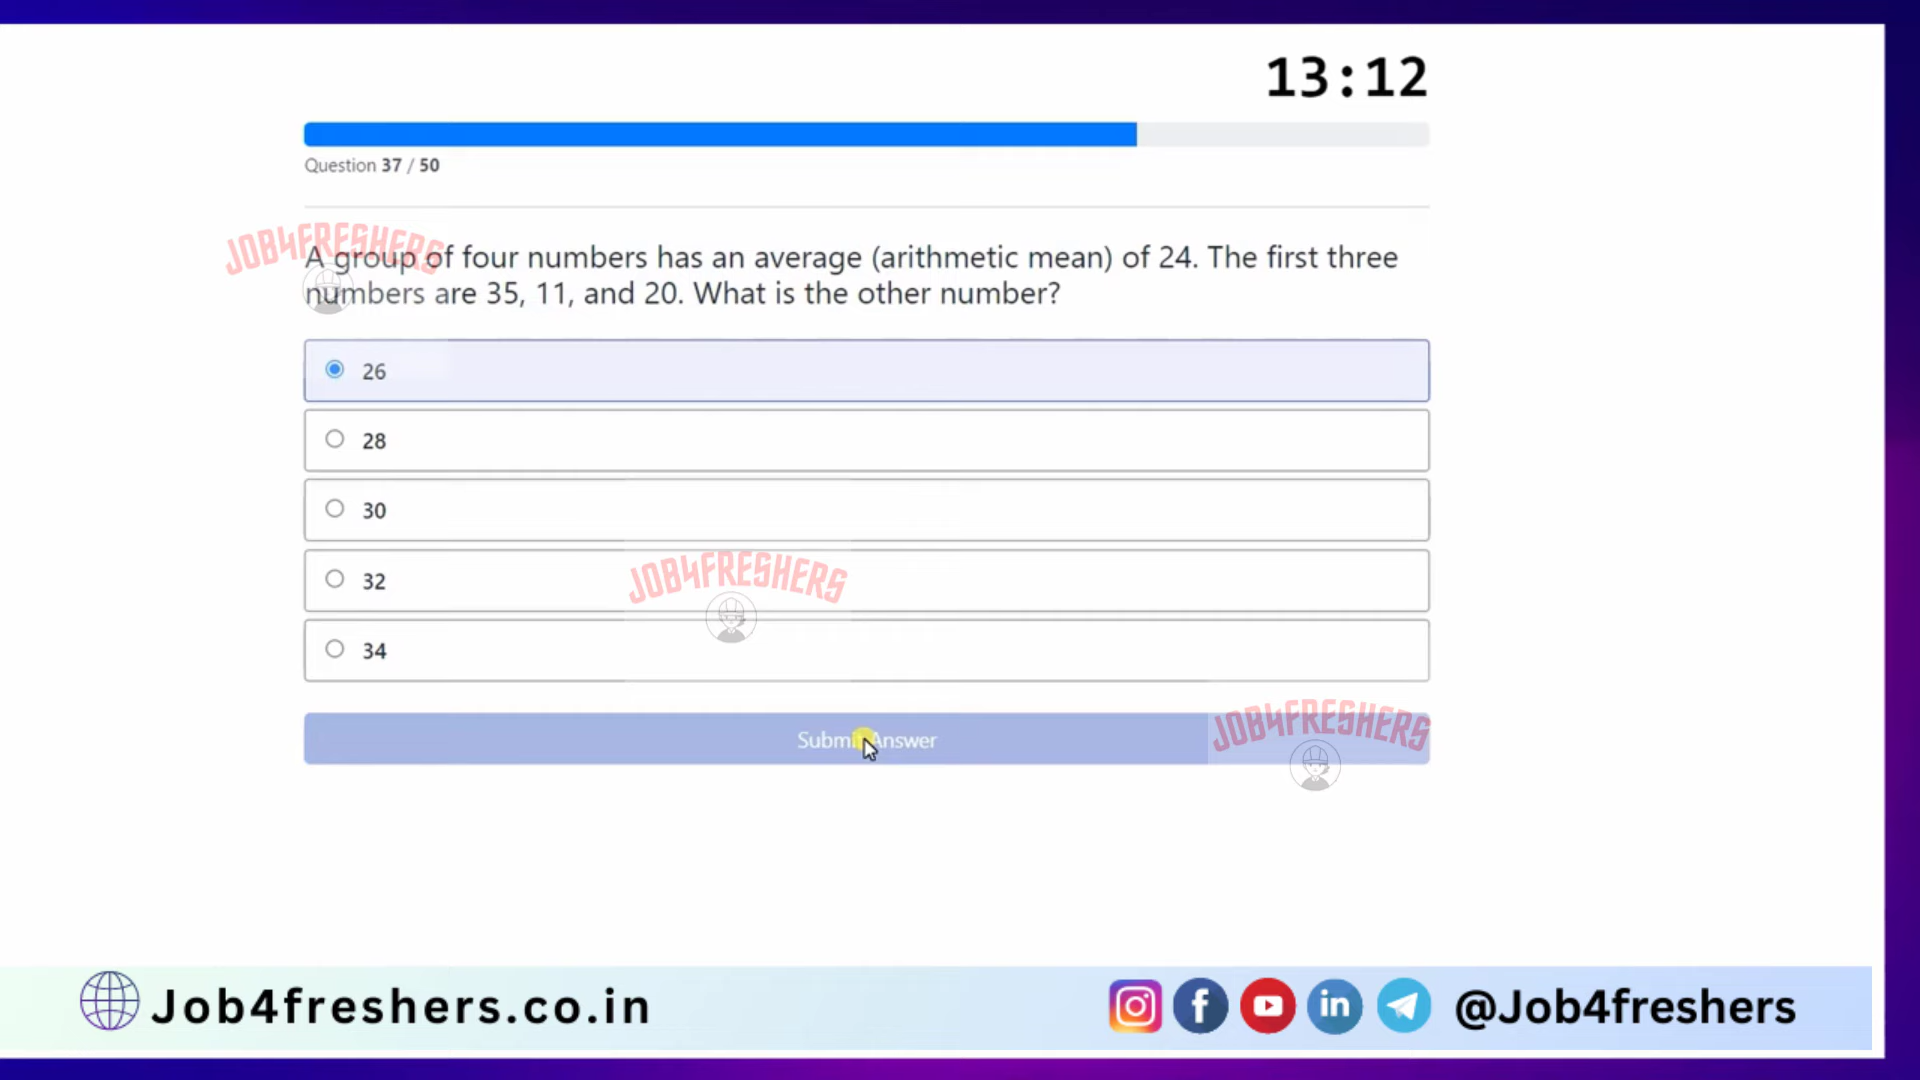 13:12
Question 37 / 50
JOB4FRESHERS
A group of four numbers has an average (arithmetic mean) of 24. The first three
numbers are 35, 11, and 20. What is the other number?
26
28
30
32
JOB4FRESHERS
34
Submit Answer
JOB4FRESHERS
Job4freshers.co.in
@Job4freshers